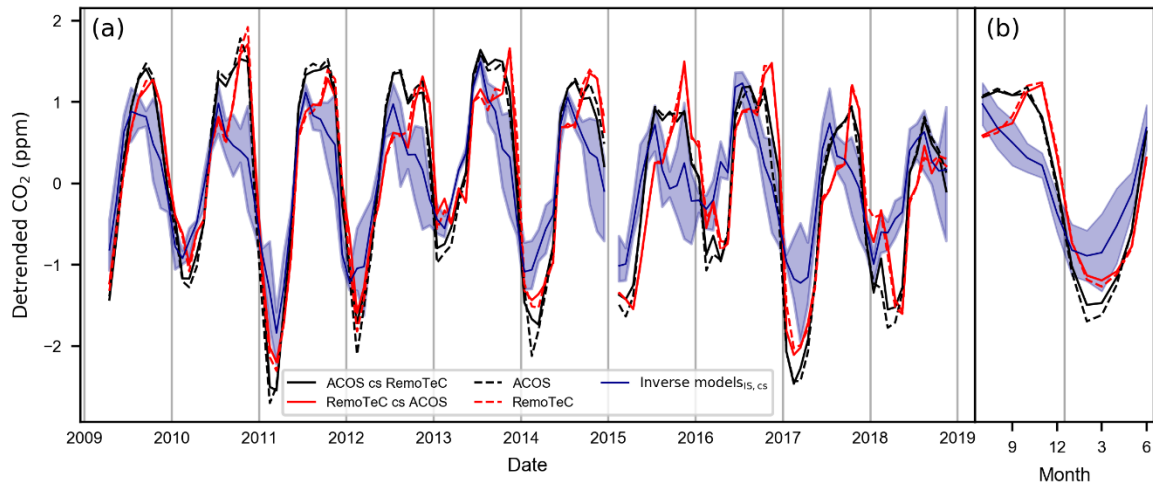 (a)
(b)
Detrended CO₂ (ppm)
2
1
0
−1
−2
ACOS cs RemoTeC
ACOS
Inverse models_IS, cs
RemoTeC cs ACOS
RemoTeC
2009 2010 2011 2012 2013 2014 2015 2016 2017 2018 2019
9 12 3 6
Date
Month